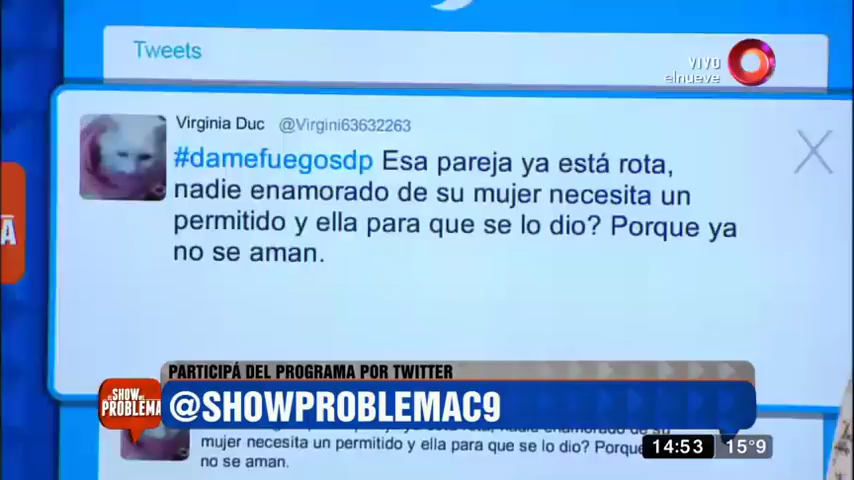 Tweets
VIVO
elnueve
Virginia Duc @Virgini63632263
#damefuegosdp Esa pareja ya está rota,
nadie enamorado de su mujer necesita un
permitido y ella para que se lo dio? Porque ya
no se aman.
PARTICIPÁ DEL PROGRAMA POR TWITTER
EL SHOW DEL
PROBLEMA
@SHOWPROBLEMAC9
mujer necesita un permitido y ella para que se lo dio? Porque
no se aman.
14:53 15°9